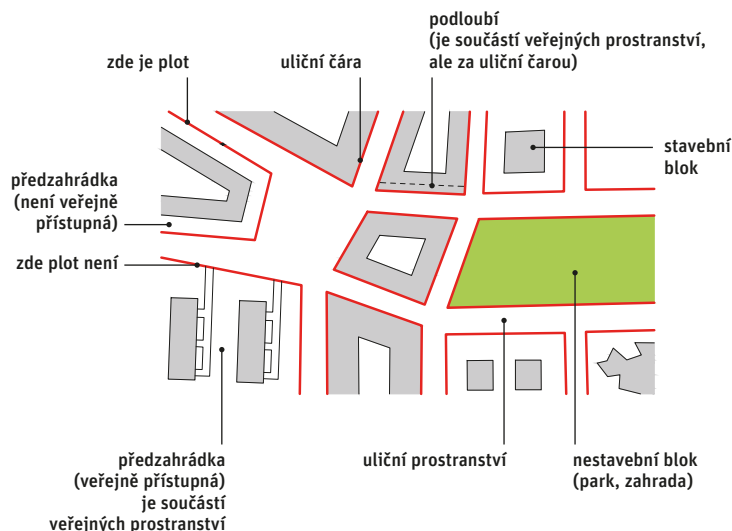 podloubí
(je součástí veřejných prostranství,
ale za uliční čarou)
zde je plot
uliční čára
stavební
blok
předzahrádka
(není veřejně
přístupná)
zde plot není
předzahrádka
(veřejně přístupná)
je součástí
veřejných prostranství
uliční prostranství
nestavební blok
(park, zahrada)